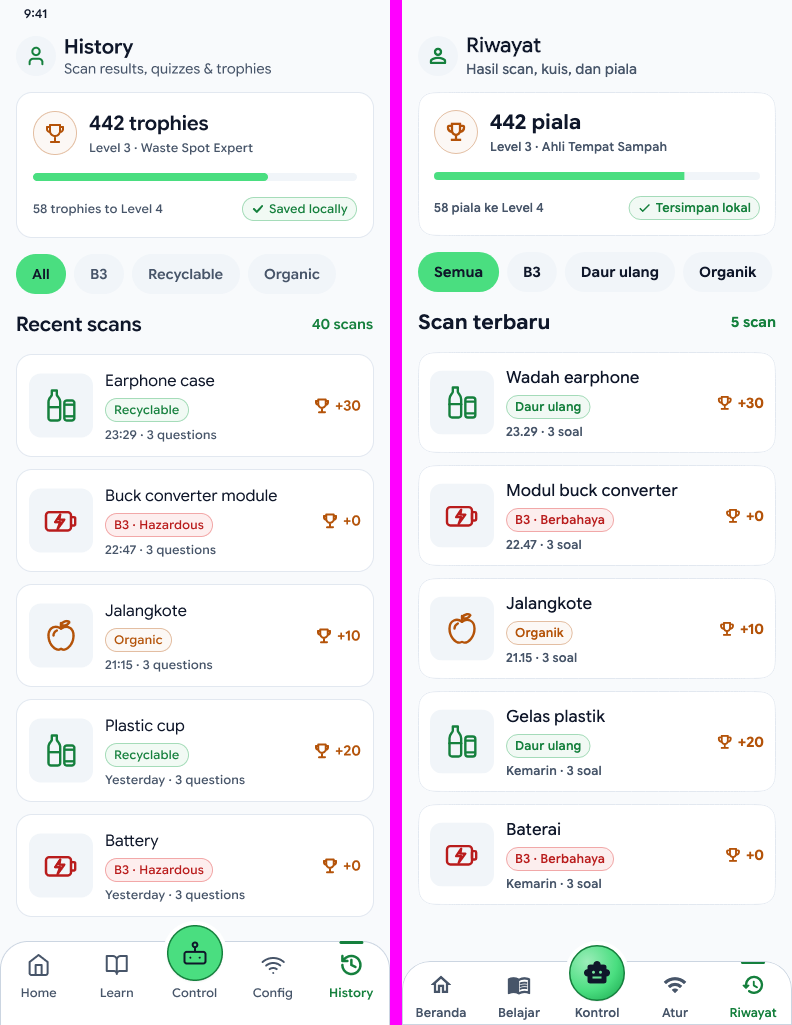 9:41
History
Scan results, quizzes & trophies
442 trophies
Level 3 · Waste Spot Expert
58 trophies to Level 4
Saved locally
All
B3
Recyclable
Organic
Recent scans
40 scans
Earphone case
Recyclable
+30
23:29 · 3 questions
Buck converter module
B3 · Hazardous
+0
22:47 · 3 questions
Jalangkote
Organic
+10
21:15 · 3 questions
Plastic cup
Recyclable
+20
Yesterday · 3 questions
Battery
B3 · Hazardous
+0
Yesterday · 3 questions
Home
Learn
Control
Config
History
Riwayat
Hasil scan, kuis, dan piala
442 piala
Level 3 · Ahli Tempat Sampah
58 piala ke Level 4
Tersimpan lokal
Semua
B3
Daur ulang
Organik
Scan terbaru
5 scan
Wadah earphone
Daur ulang
+30
23.29 · 3 soal
Modul buck converter
B3 · Berbahaya
+0
22.47 · 3 soal
Jalangkote
Organik
+10
21.15 · 3 soal
Gelas plastik
Daur ulang
+20
Kemarin · 3 soal
Baterai
B3 · Berbahaya
+0
Kemarin · 3 soal
Beranda
Belajar
Kontrol
Atur
Riwayat